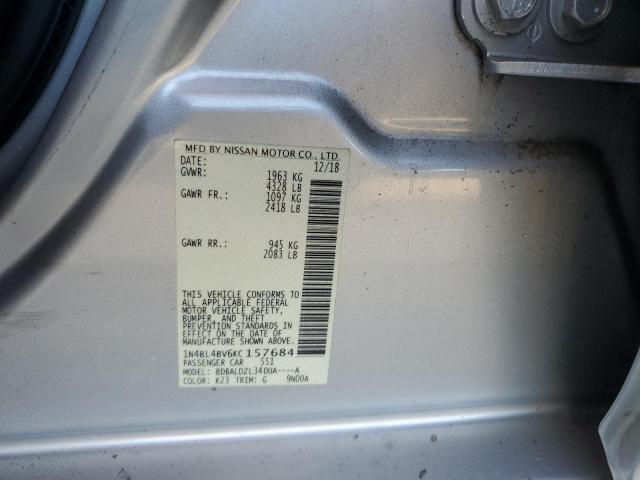 MFD BY NISSAN MOTOR CO., LTD.
DATE: 12/18
GVWR: 1963 KG
4328 LB
GAWR FR.: 1097 KG
2418 LB
GAWR RR.: 945 KG
2083 LB
THIS VEHICLE CONFORMS TO
ALL APPLICABLE FEDERAL
MOTOR VEHICLE SAFETY,
BUMPER, AND THEFT
PREVENTION STANDARDS
IN EFFECT ON THE DATE OF
MANUFACTURE SHOWN ABOVE.
1N4BL4BV6KC157684
PASSENGER CAR 551
MODEL: BDBALDZL34DUA----A
COLOR: K23 TRIM: G 9N00A